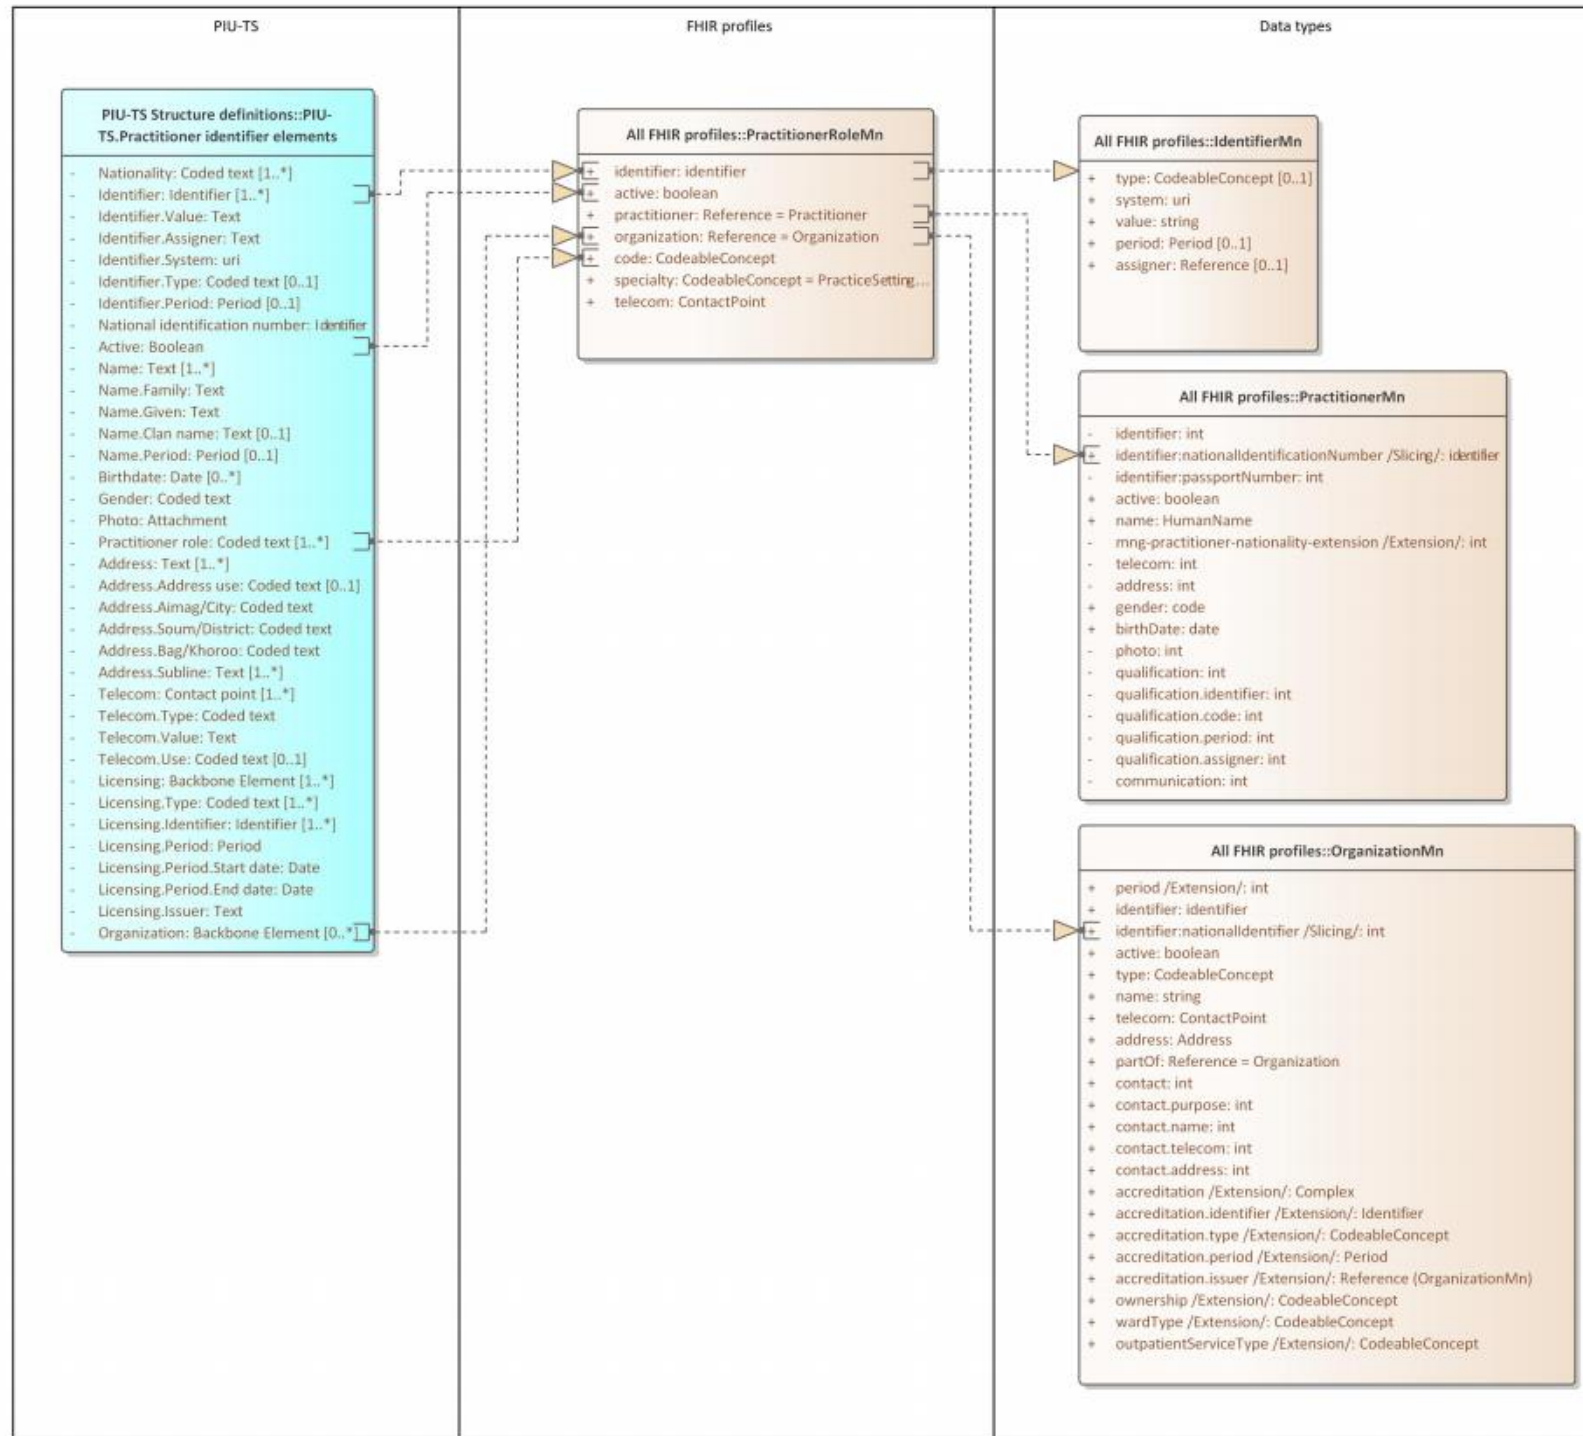 PIU-TS
FHIR profiles
Data types
PIU-TS Structure definitions::PIU-
TS.Practitioner identifier elements
- Nationality: Coded text [1..*]
- Identifier: Identifier [1..*]
- Identifier.Value: Text
- Identifier.Assigner: Text
- Identifier.System: uri
- Identifier.Type: Coded text [0..1]
- Identifier.Period: Period [0..1]
- National identification number: Identifier
- Active: Boolean
- Name: Text [1..*]
- Name.Family: Text
- Name.Given: Text
- Name.Clan name: Text [0..1]
- Name.Period: Period [0..1]
- Birthdate: Date [0..*]
- Gender: Coded text
- Photo: Attachment
- Practitioner role: Coded text [1..*]
- Address: Text [1..*]
- Address.Address use: Coded text [0..1]
- Address.Aimag/City: Coded text
- Address.Soum/District: Coded text
- Address.Bag/Khoroo: Coded text
- Address.Subline: Text [1..*]
- Telecom: Contact point [1..*]
- Telecom.Type: Coded text
- Telecom.Value: Text
- Telecom.Use: Coded text [0..1]
- Licensing: Backbone Element [1..*]
- Licensing.Type: Coded text [1..*]
- Licensing.Identifier: Identifier [1..*]
- Licensing.Period: Period
- Licensing.Period.Start date: Date
- Licensing.Period.End date: Date
- Licensing.Issuer: Text
- Organization: Backbone Element [0..*]
All FHIR profiles::PractitionerRoleMn
+ identifier: identifier
+ active: boolean
+ practitioner: Reference = Practitioner
+ organization: Reference = Organization
+ code: CodeableConcept
+ specialty: CodeableConcept = PracticeSetting...
+ telecom: ContactPoint
All FHIR profiles::IdentifierMn
+ type: CodeableConcept [0..1]
+ system: uri
+ value: string
+ period: Period [0..1]
+ assigner: Reference [0..1]
All FHIR profiles::PractitionerMn
- identifier: int
+ identifier:nationalIdentificationNumber /Slicing/: identifier
- identifier:passportNumber: int
+ active: boolean
+ name: HumanName
- mng-practitioner-nationality-extension /Extension/: int
- telecom: int
- address: int
+ gender: code
+ birthDate: date
- photo: int
- qualification: int
- qualification.identifier: int
- qualification.code: int
- qualification.period: int
- qualification.assigner: int
- communication: int
All FHIR profiles::OrganizationMn
+ period /Extension/: int
+ identifier: identifier
+ identifier:nationalIdentifier /Slicing/: int
+ active: boolean
+ type: CodeableConcept
+ name: string
+ telecom: ContactPoint
+ address: Address
+ partOf: Reference = Organization
+ contact: int
+ contact.purpose: int
+ contact.name: int
+ contact.telecom: int
+ contact.address: int
+ accreditation /Extension/: Complex
+ accreditation.identifier /Extension/: Identifier
+ accreditation.type /Extension/: CodeableConcept
+ accreditation.period /Extension/: Period
+ accreditation.issuer /Extension/: Reference (OrganizationMn)
+ ownership /Extension/: CodeableConcept
+ wardType /Extension/: CodeableConcept
+ outpatientServiceType /Extension/: CodeableConcept